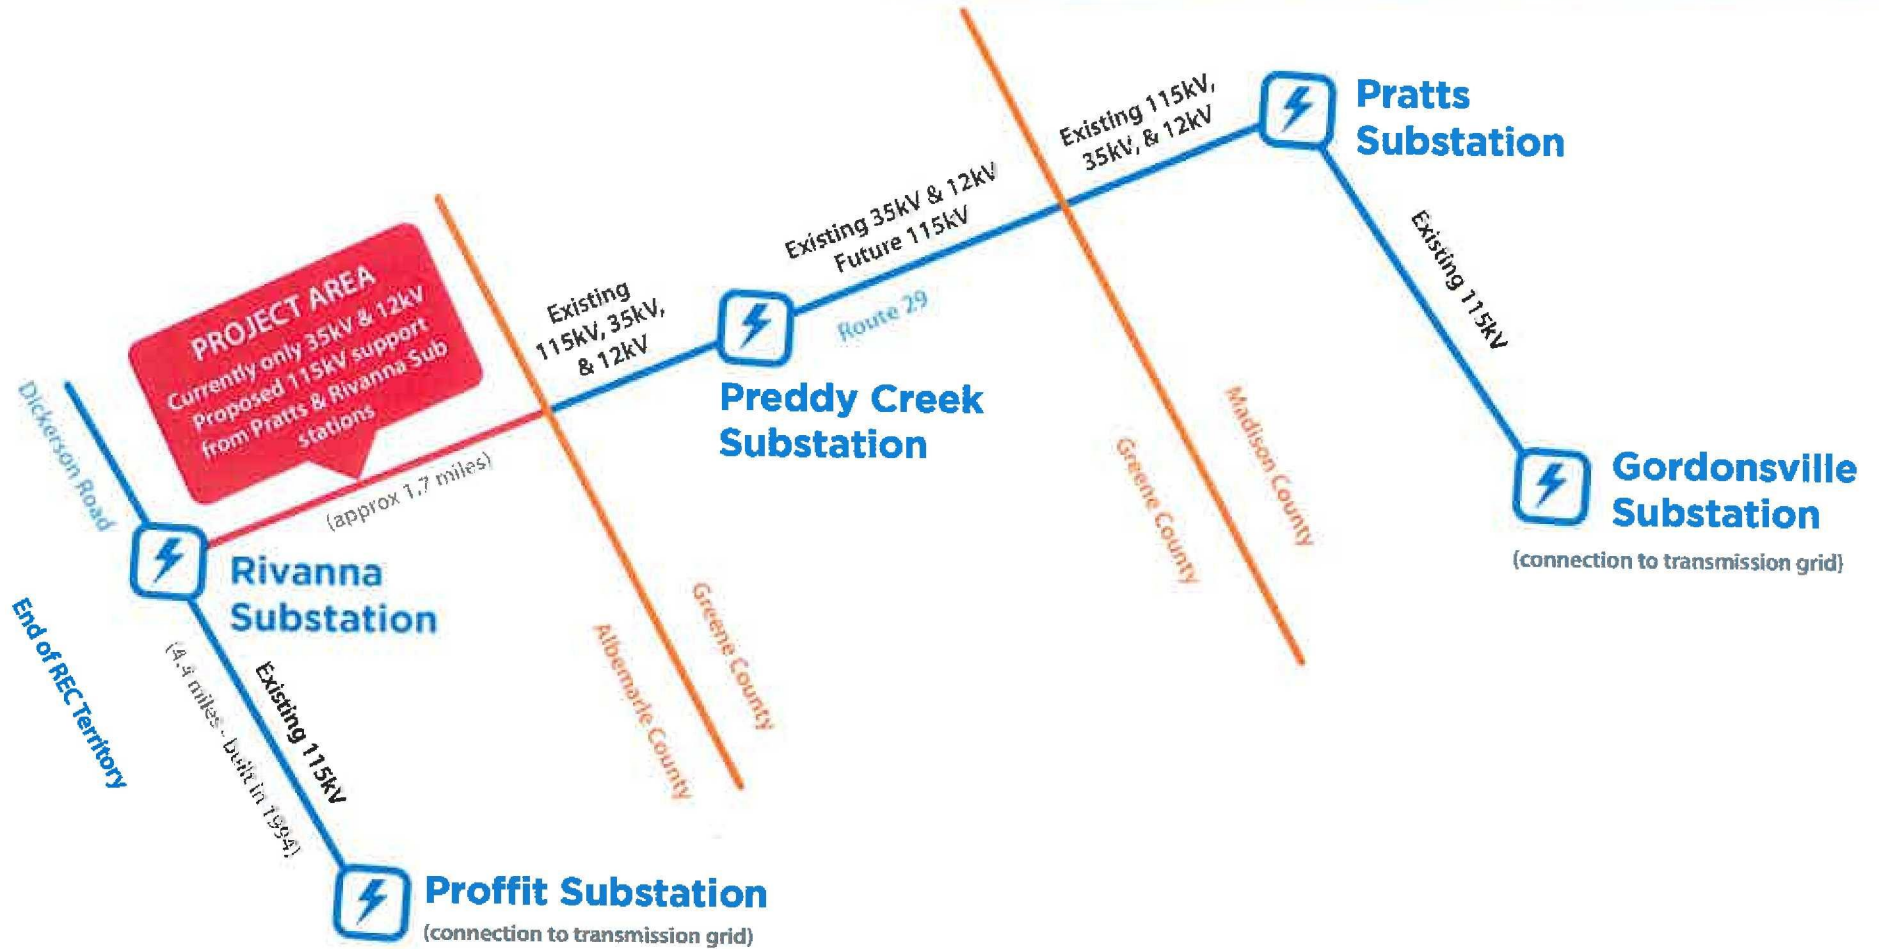 Pratts
Substation
Existing 115kV,
35kV, & 12kV
Existing 35kV & 12kV
Future 115kV
Route 29
Existing 115kV
PROJECT AREA
Currently only 35kV & 12kV
Proposed 115kV support
from Pratts & Rivanna Sub
stations
Existing
115kV, 35kV,
& 12kV
Preddy Creek
Substation
Dickerson Road
(approx 1.7 miles)
Madison County
Greene County
Gordonsville
Substation
(connection to transmission grid)
Rivanna
Substation
End of REC Territory
Greene County
Albemarle County
Existing 115kV
(4.4 miles - built in 1994)
Proffit Substation
(connection to transmission grid)